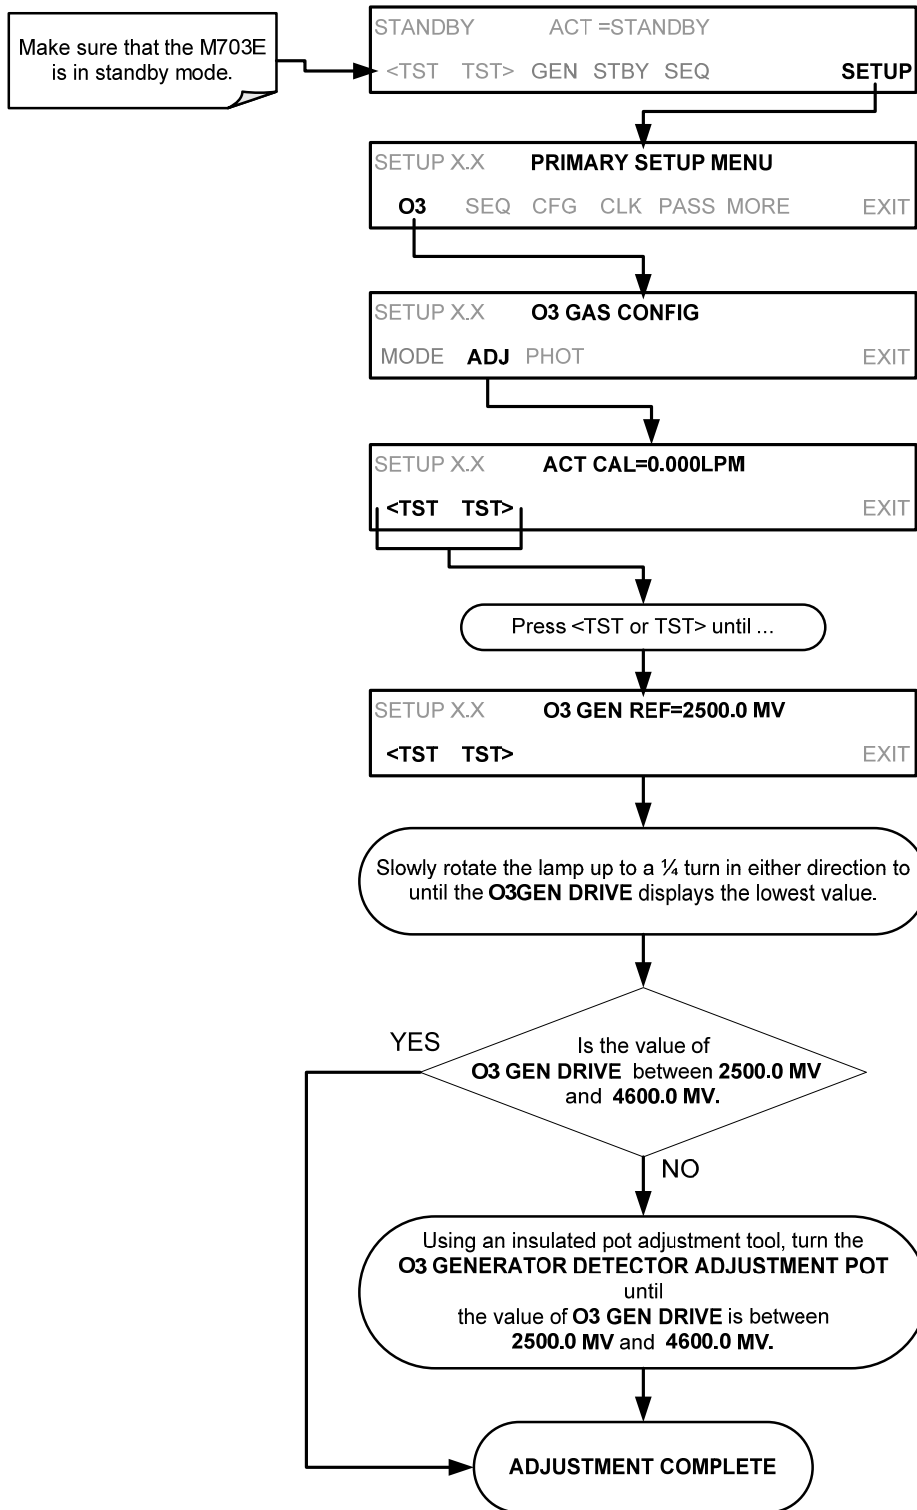 Make sure that the M703E
is in standby mode.
STANDBY ACT =STANDBY
<TST TST> GEN STBY SEQ SETUP
SETUP X.X PRIMARY SETUP MENU
O3 SEQ CFG CLK PASS MORE EXIT
SETUP X.X O3 GAS CONFIG
MODE ADJ PHOT EXIT
SETUP X.X ACT CAL=0.000LPM
<TST TST> EXIT
Press <TST or TST> until ...
SETUP X.X O3 GEN REF=2500.0 MV
<TST TST> EXIT
Slowly rotate the lamp up to a ¼ turn in either direction to
until the O3GEN DRIVE displays the lowest value.
YES
Is the value of
O3 GEN DRIVE between 2500.0 MV
and 4600.0 MV.
NO
Using an insulated pot adjustment tool, turn the
O3 GENERATOR DETECTOR ADJUSTMENT POT
until
the value of O3 GEN DRIVE is between
2500.0 MV and 4600.0 MV.
ADJUSTMENT COMPLETE